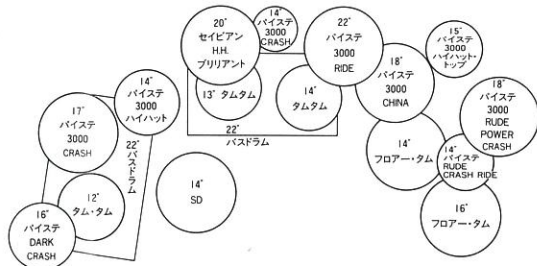 20"
セイビアン
H.H.
ブリリアント
14"
パイステ
3000
CRASH
22"
パイステ
3000
RIDE
15"
パイステ
3000
ハイハット・
トップ
18"
パイステ
3000
CHINA
13" タムタム
14"
タムタム
22"
バスドラム
14"
パイステ
3000
ハイハット
17"
パイステ
3000
CRASH
22"
バスドラム
12"
タム・タム
16"
パイステ
DARK
CRASH
14"
SD
18"
パイステ
3000
RUDE
POWER
CRASH
14"
フロアー・タム
14"
パイステ
RUDE
CRASH RIDE
16"
フロアー・タム